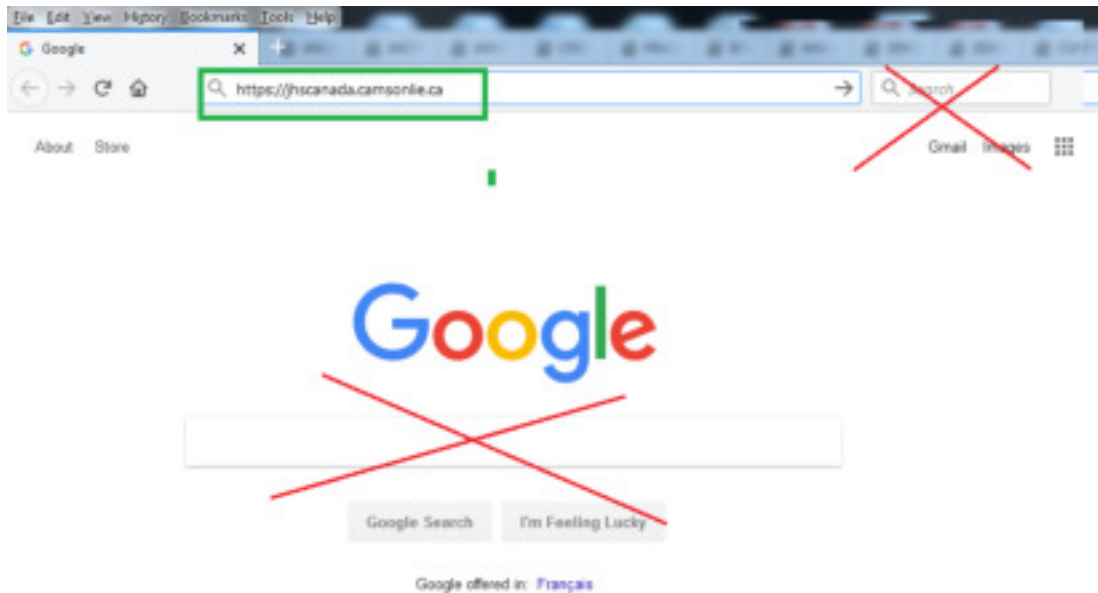 File Edit View History Bookmarks Tools Help
Google
https://jhscanada.camsonlie.ca
Search
About Store
Gmail Images
Google
Google Search I'm Feeling Lucky
Google offered in: Français